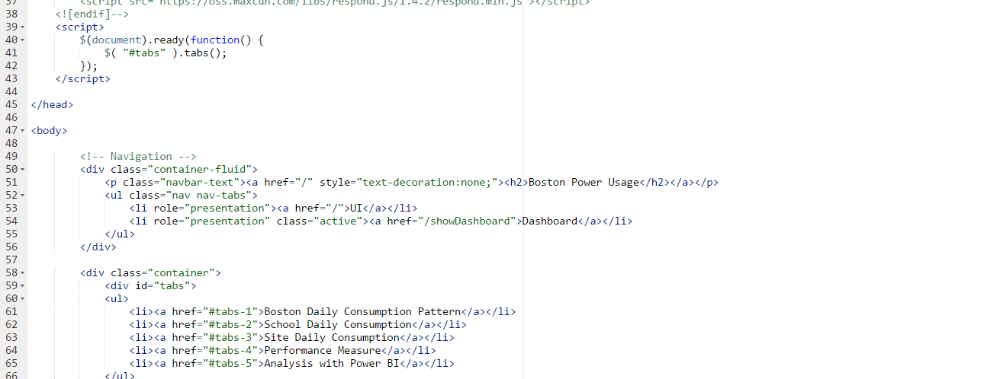 37 <script src="https://oss.maxcdn.com/libs/respond.js/1.4.2/respond.min.js"></script>
38 <![endif]-->
39 <script>
40 $(document).ready(function() {
41 $( "#tabs" ).tabs();
42 });
43 </script>
44
45 </head>
46
47 <body>
48
49 <!-- Navigation -->
50 <div class="container-fluid">
51 <p class="navbar-text"><a href="/" style="text-decoration:none;"><h2>Boston Power Usage</h2></a></p>
52 <ul class="nav nav-tabs">
53 <li role="presentation"><a href="/">UI</a></li>
54 <li role="presentation" class="active"><a href="/showDashboard">Dashboard</a></li>
55 </ul>
56 </div>
57
58 <div class="container">
59 <div id="tabs">
60 <ul>
61 <li><a href="#tabs-1">Boston Daily Consumption Pattern</a></li>
62 <li><a href="#tabs-2">School Daily Consumption</a></li>
63 <li><a href="#tabs-3">Site Daily Consumption</a></li>
64 <li><a href="#tabs-4">Performance Measure</a></li>
65 <li><a href="#tabs-5">Analysis with Power BI</a></li>
66 </ul>